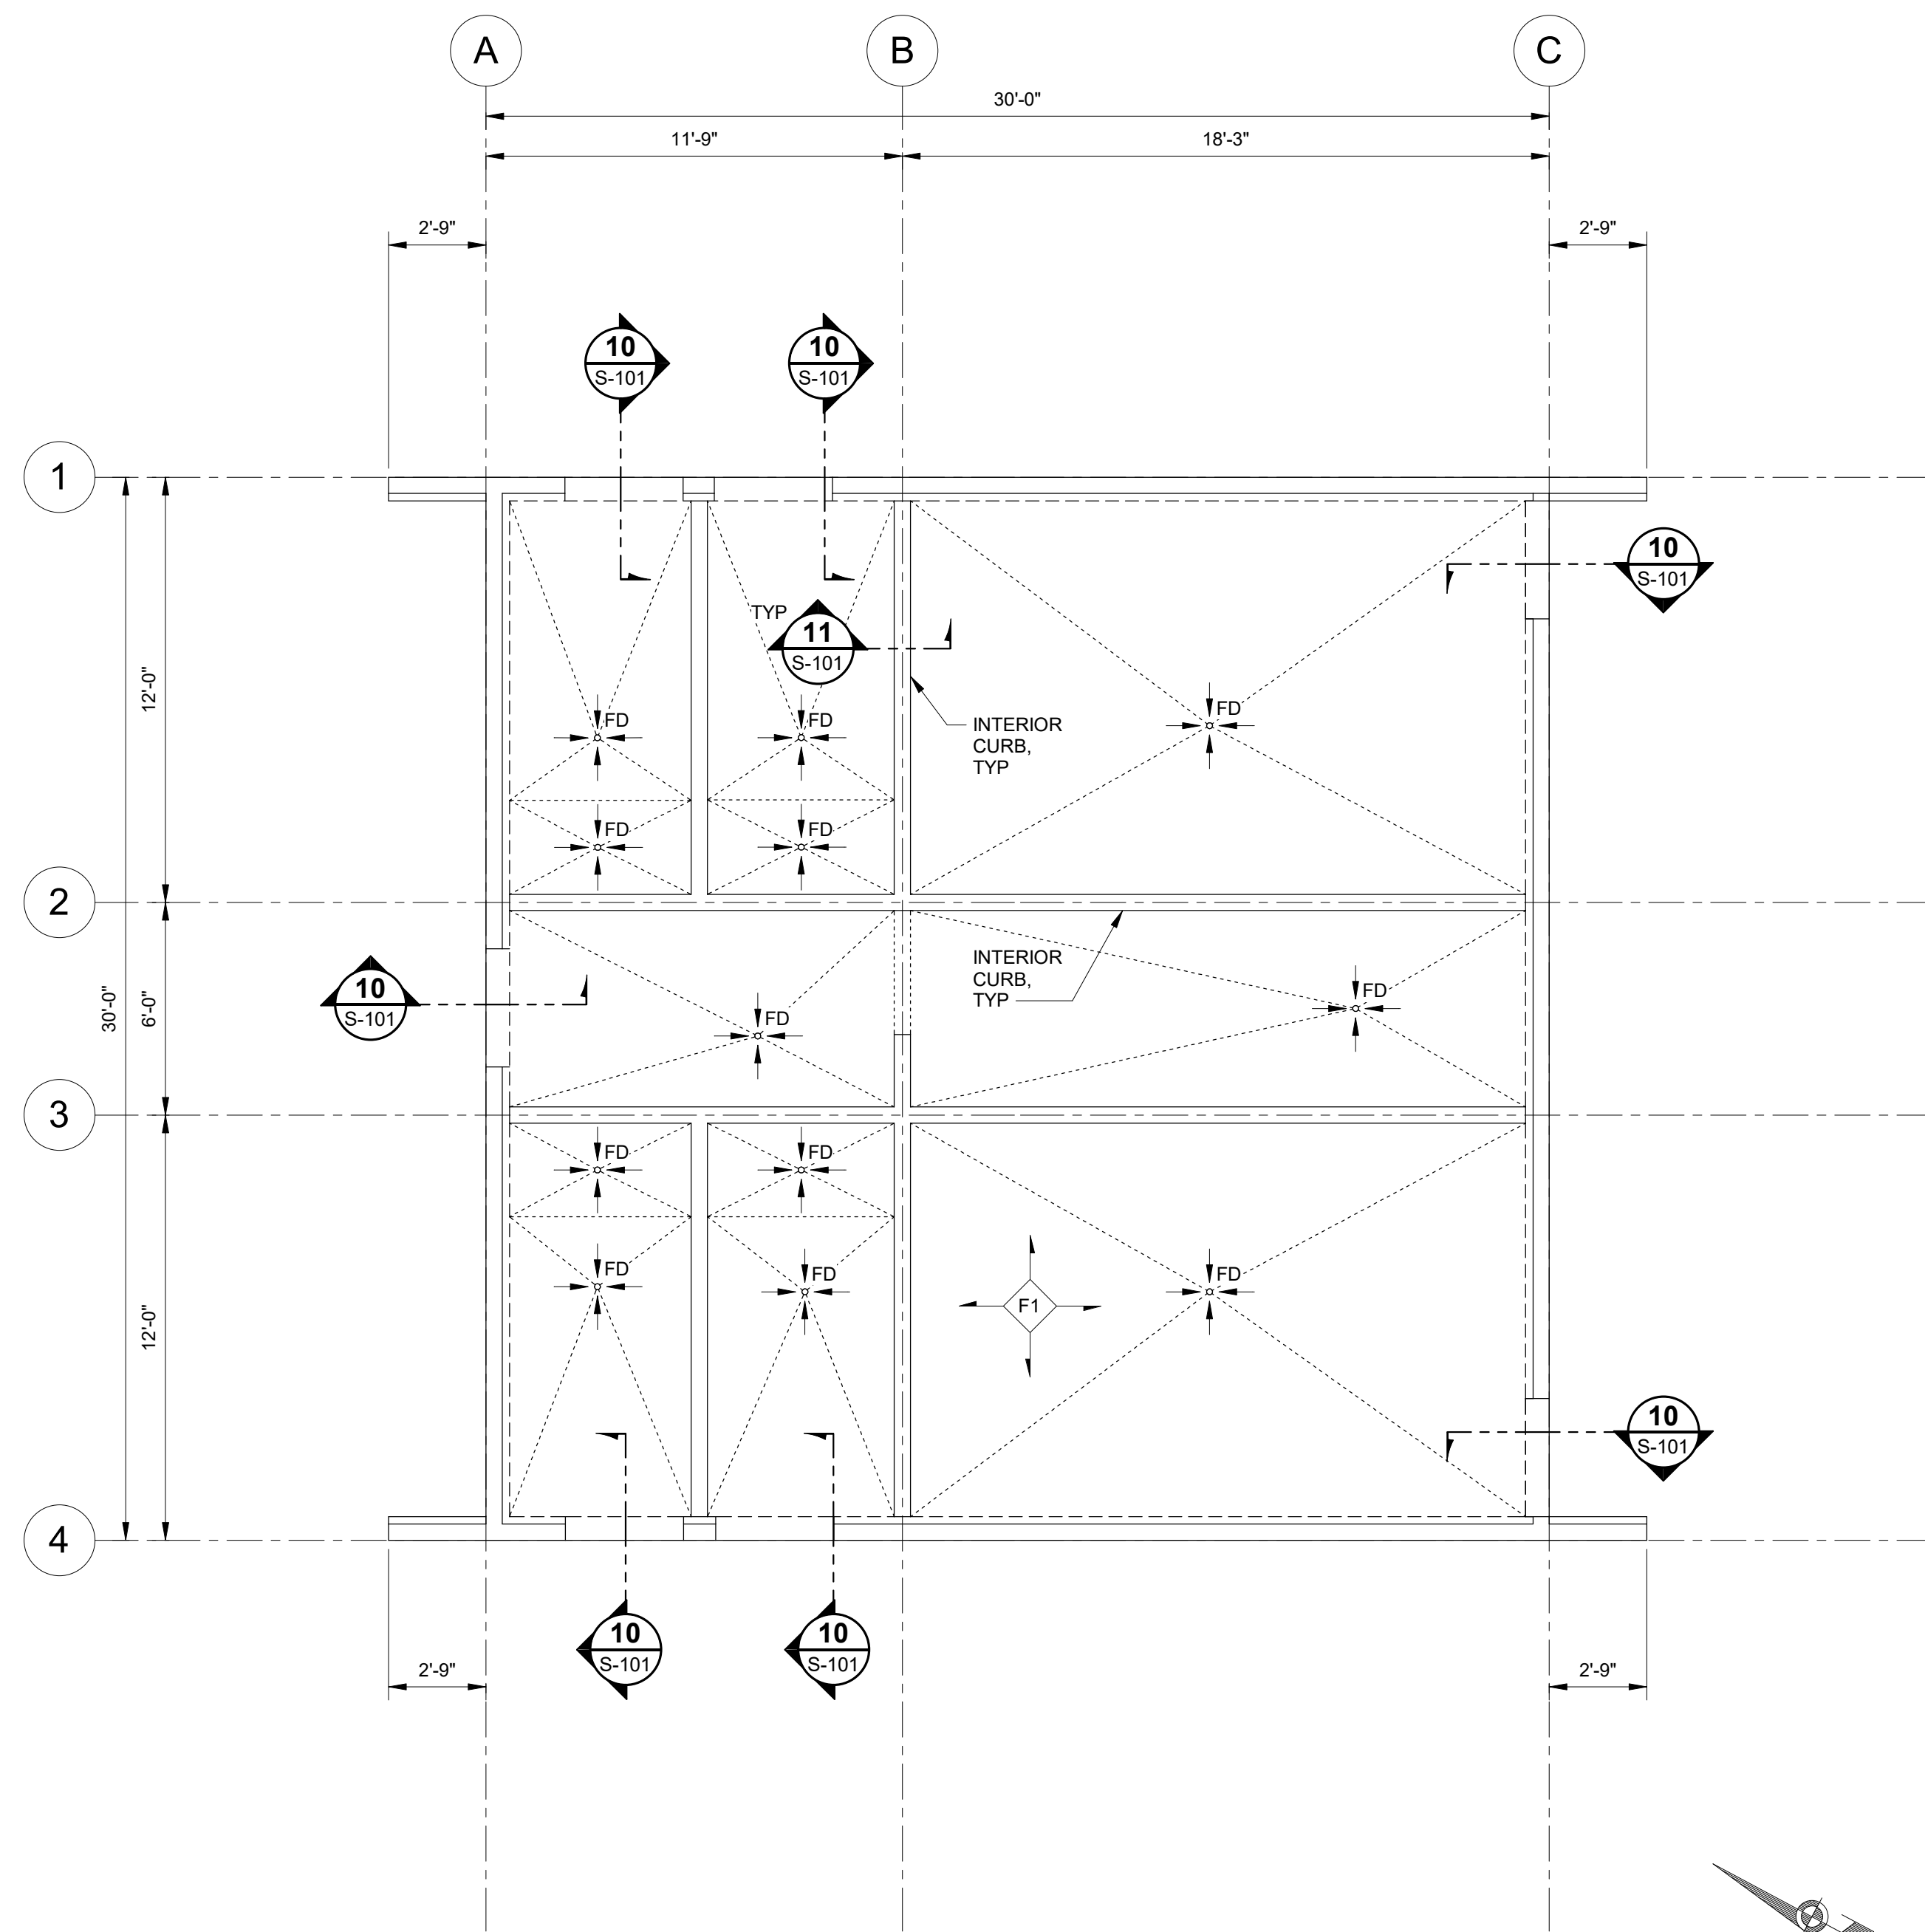 A
B
C
30'-0"
11'-9"
18'-3"
2'-9"
2'-9"
10
S-101
10
S-101
1
10
S-101
TYP
11
S-101
12'-0"
FD
FD
FD
INTERIOR
CURB,
TYP
FD
FD
2
INTERIOR
CURB,
TYP
10
S-101
30'-0"
6'-0"
FD
FD
3
FD
FD
FD
FD
FD
F1
12'-0"
10
S-101
4
10
S-101
10
S-101
2'-9"
2'-9"